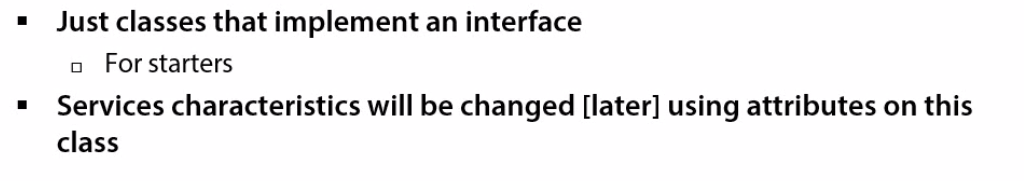 ▪ Just classes that implement an interface
▫ For starters
▪ Services characteristics will be changed [later] using attributes on this
class